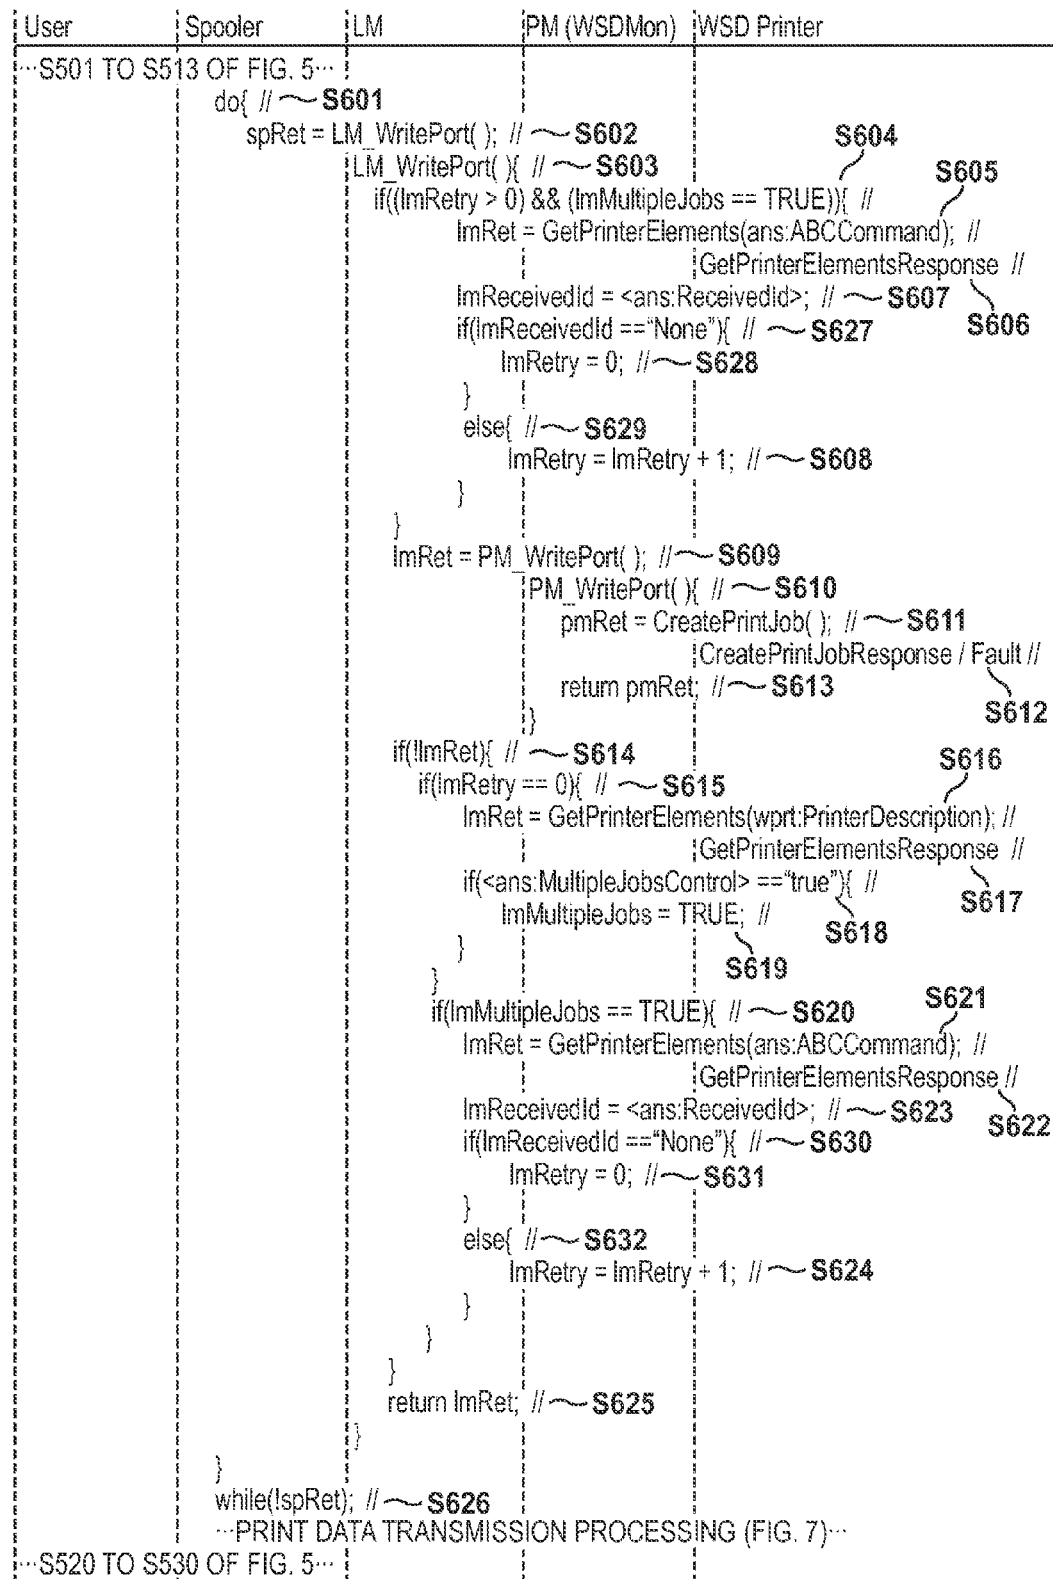 User Spooler LM PM (WSDMon) WSD Printer
···S501 TO S513 OF FIG. 5···
do{ // S601
spRet = LM_WritePort( ); // S602
S604
LM_WritePort( ){ // S603
S605
if((lmRetry > 0) && (lmMultipleJobs == TRUE)){ //
lmRet = GetPrinterElements(ans:ABCCommand); //
GetPrinterElementsResponse //
lmReceivedId = <ans:ReceivedId>; // S607
S606
if(lmReceivedId =="None"){ // S627
lmRetry = 0; // S628
}
else{ // S629
lmRetry = lmRetry + 1; // S608
}
}
lmRet = PM_WritePort( ); // S609
PM_WritePort( ){ // S610
pmRet = CreatePrintJob( ); // S611
CreatePrintJobResponse / Fault //
return pmRet; // S613
S612
}
if(!lmRet){ // S614
S616
if(lmRetry == 0){ // S615
lmRet = GetPrinterElements(wprt:PrinterDescription); //
GetPrinterElementsResponse //
if(<ans:MultipleJobsControl> =="true"){ //
S617
lmMultipleJobs = TRUE; //
S618
}
S619
}
S621
if(lmMultipleJobs == TRUE){ // S620
lmRet = GetPrinterElements(ans:ABCCommand); //
GetPrinterElementsResponse //
lmReceivedId = <ans:ReceivedId>; // S623
S622
if(lmReceivedId =="None"){ // S630
lmRetry = 0; // S631
}
else{ // S632
lmRetry = lmRetry + 1; // S624
}
}
}
return lmRet; // S625
}
}
while(!spRet); // S626
···PRINT DATA TRANSMISSION PROCESSING (FIG. 7)···
···S520 TO S530 OF FIG. 5···